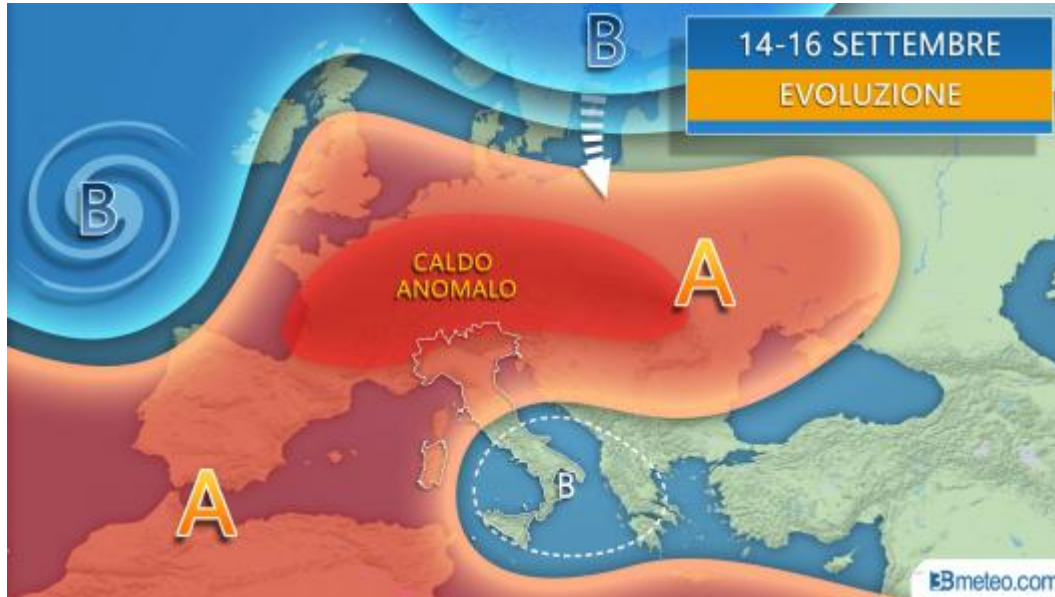 B
14-16 SETTEMBRE
EVOLUZIONE
B
CALDO
ANOMALO
A
A
B
3Bmeteo.com